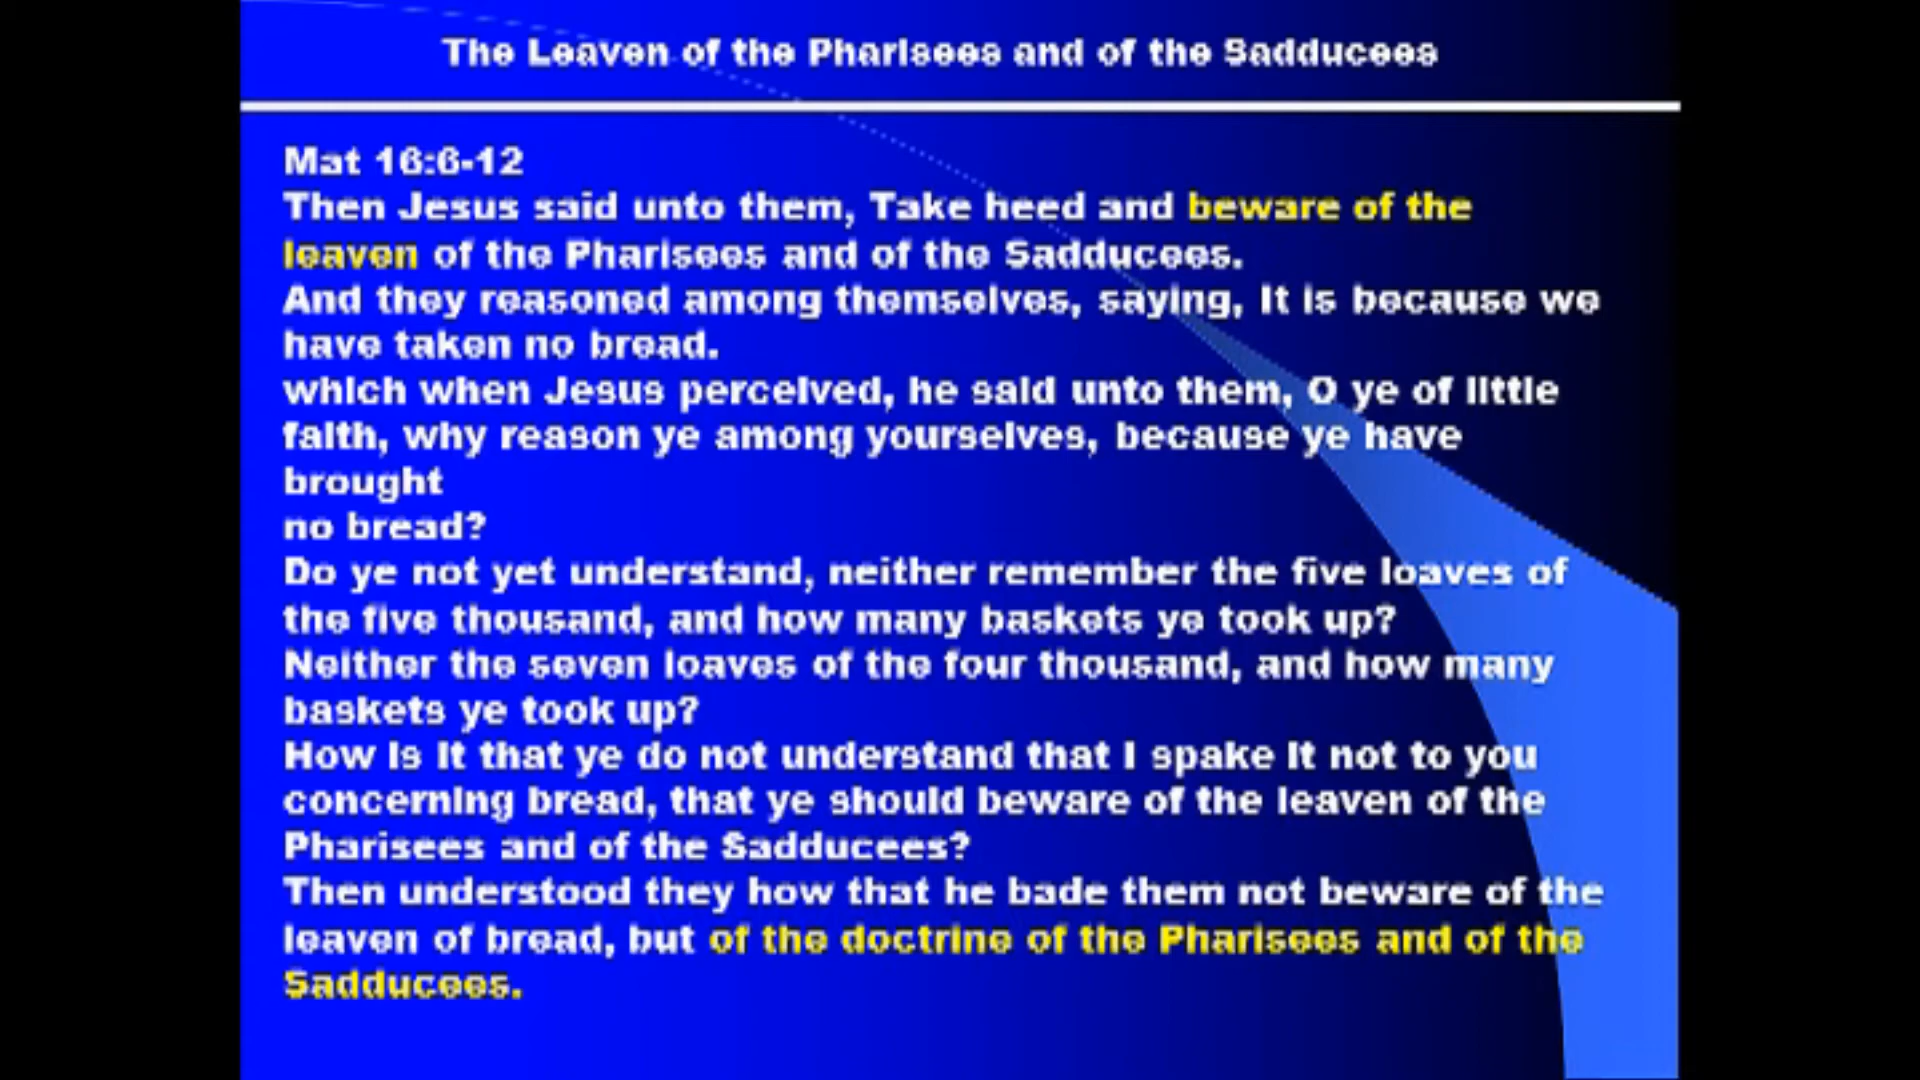 The Leaven of the Pharisees and of the Sadducees
Mat 16:6-12
Then Jesus said unto them, Take heed and beware of the
leaven of the Pharisees and of the Sadducees.
And they reasoned among themselves, saying, It is because we
have taken no bread.
which when Jesus perceived, he said unto them, O ye of little
faith, why reason ye among yourselves, because ye have
brought
no bread?
Do ye not yet understand, neither remember the five loaves of
the five thousand, and how many baskets ye took up?
Neither the seven loaves of the four thousand, and how many
baskets ye took up?
How is it that ye do not understand that I spake it not to you
concerning bread, that ye should beware of the leaven of the
Pharisees and of the Sadducees?
Then understood they how that he bade them not beware of the
leaven of bread, but of the doctrine of the Pharisees and of the
Sadducees.